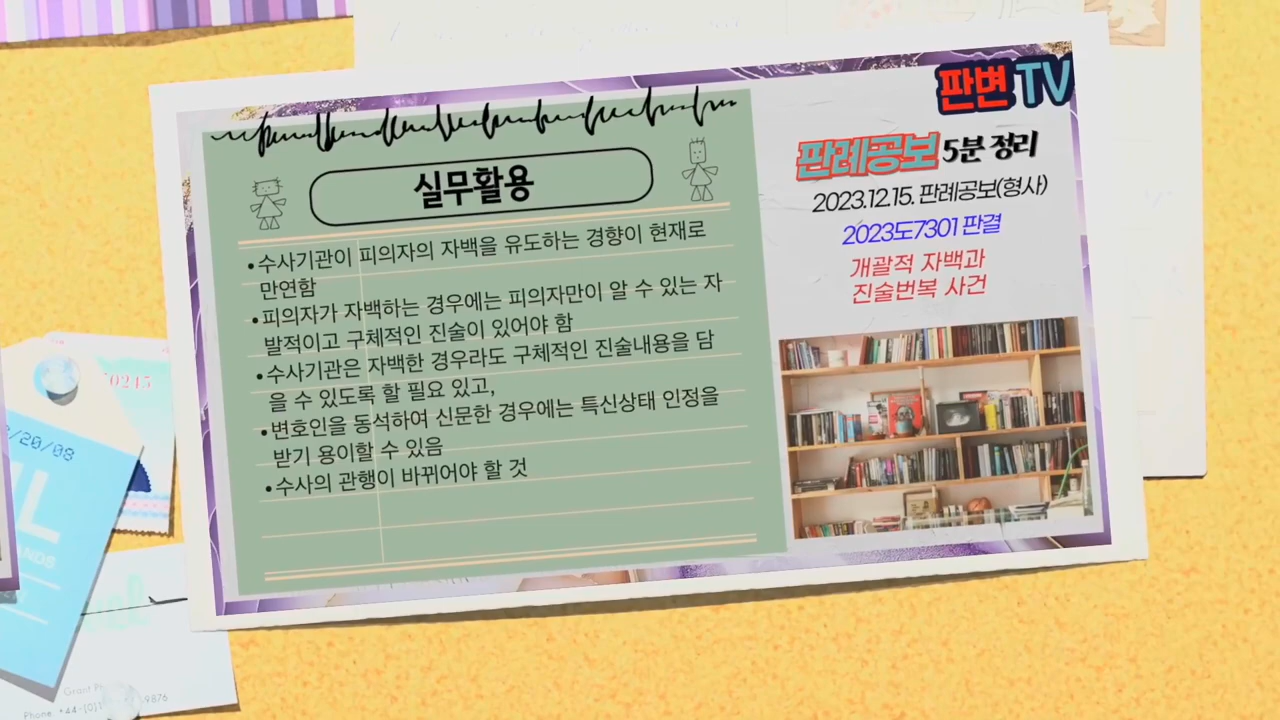 실무활용
•수사기관이 피의자의 자백을 유도하는 경향이 현재로
만연함
•피의자가 자백하는 경우에는 피의자만이 알 수 있는 자
발적이고 구체적인 진술이 있어야 함
•수사기관은 자백한 경우라도 구체적인 진술내용을 담
을 수 있도록 할 필요 있고,
•변호인을 동석하여 신문한 경우에는 특신상태 인정을
받기 용이할 수 있음
•수사의 관행이 바뀌어야 할 것
판변TV
판례공보 5분 정리
2023.12.15. 판례공보(형사)
2023도7301 판결
개괄적 자백과
진술번복 사건
70245
/20/08
Grant
Phone: +44-(0)1 -9876